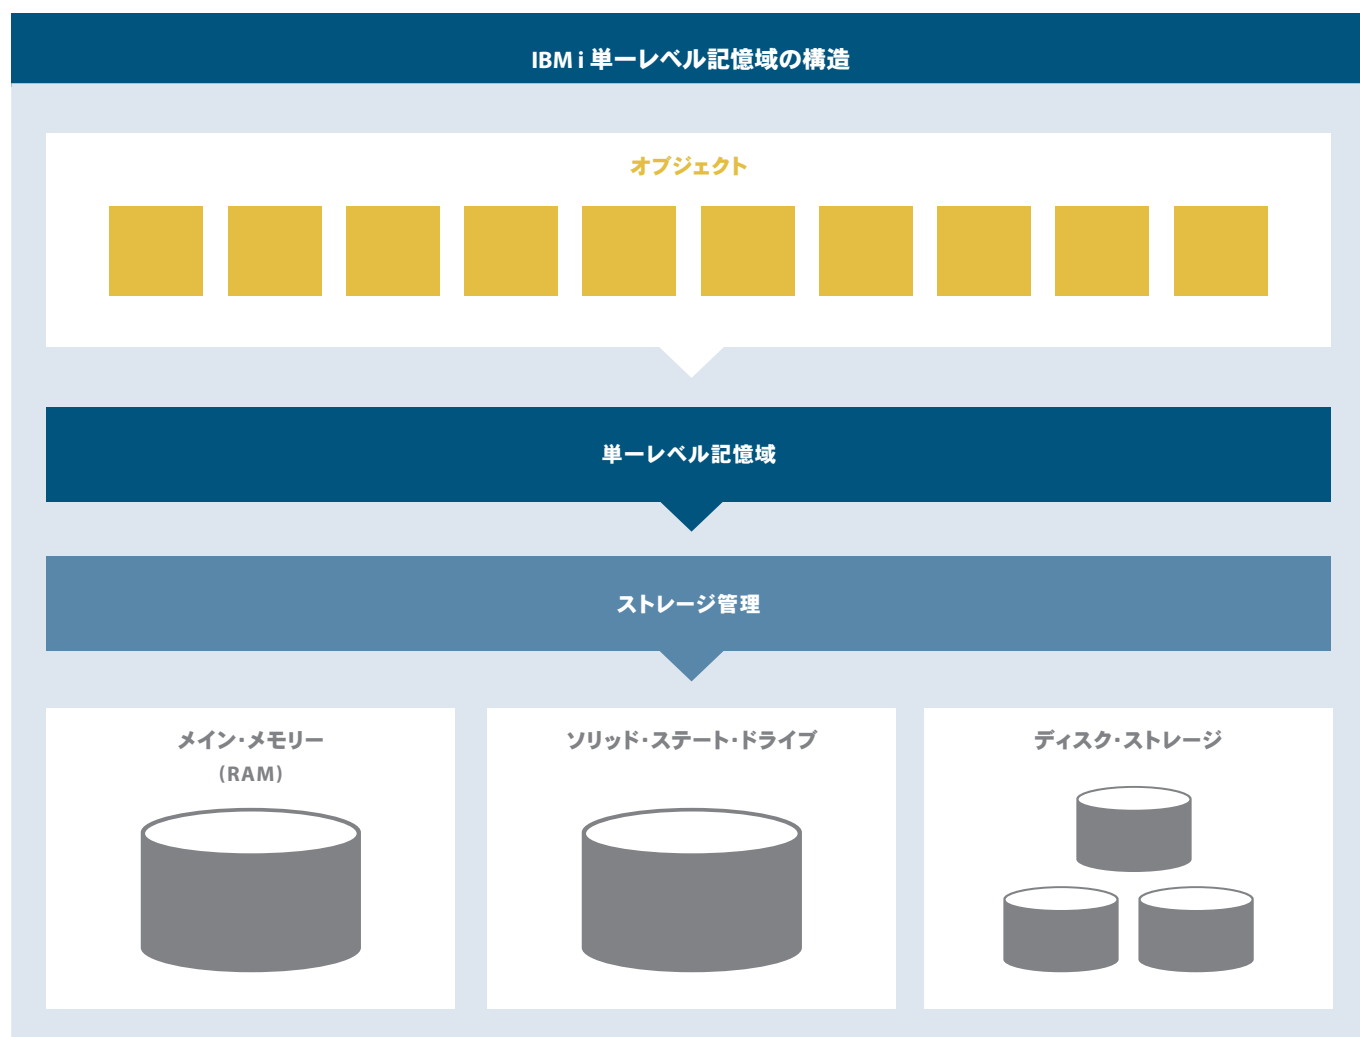 IBM i 単一レベル記憶域の構造
オブジェクト
単一レベル記憶域
ストレージ管理
メイン・メモリー
(RAM)
ソリッド・ステート・ドライブ
ディスク・ストレージ